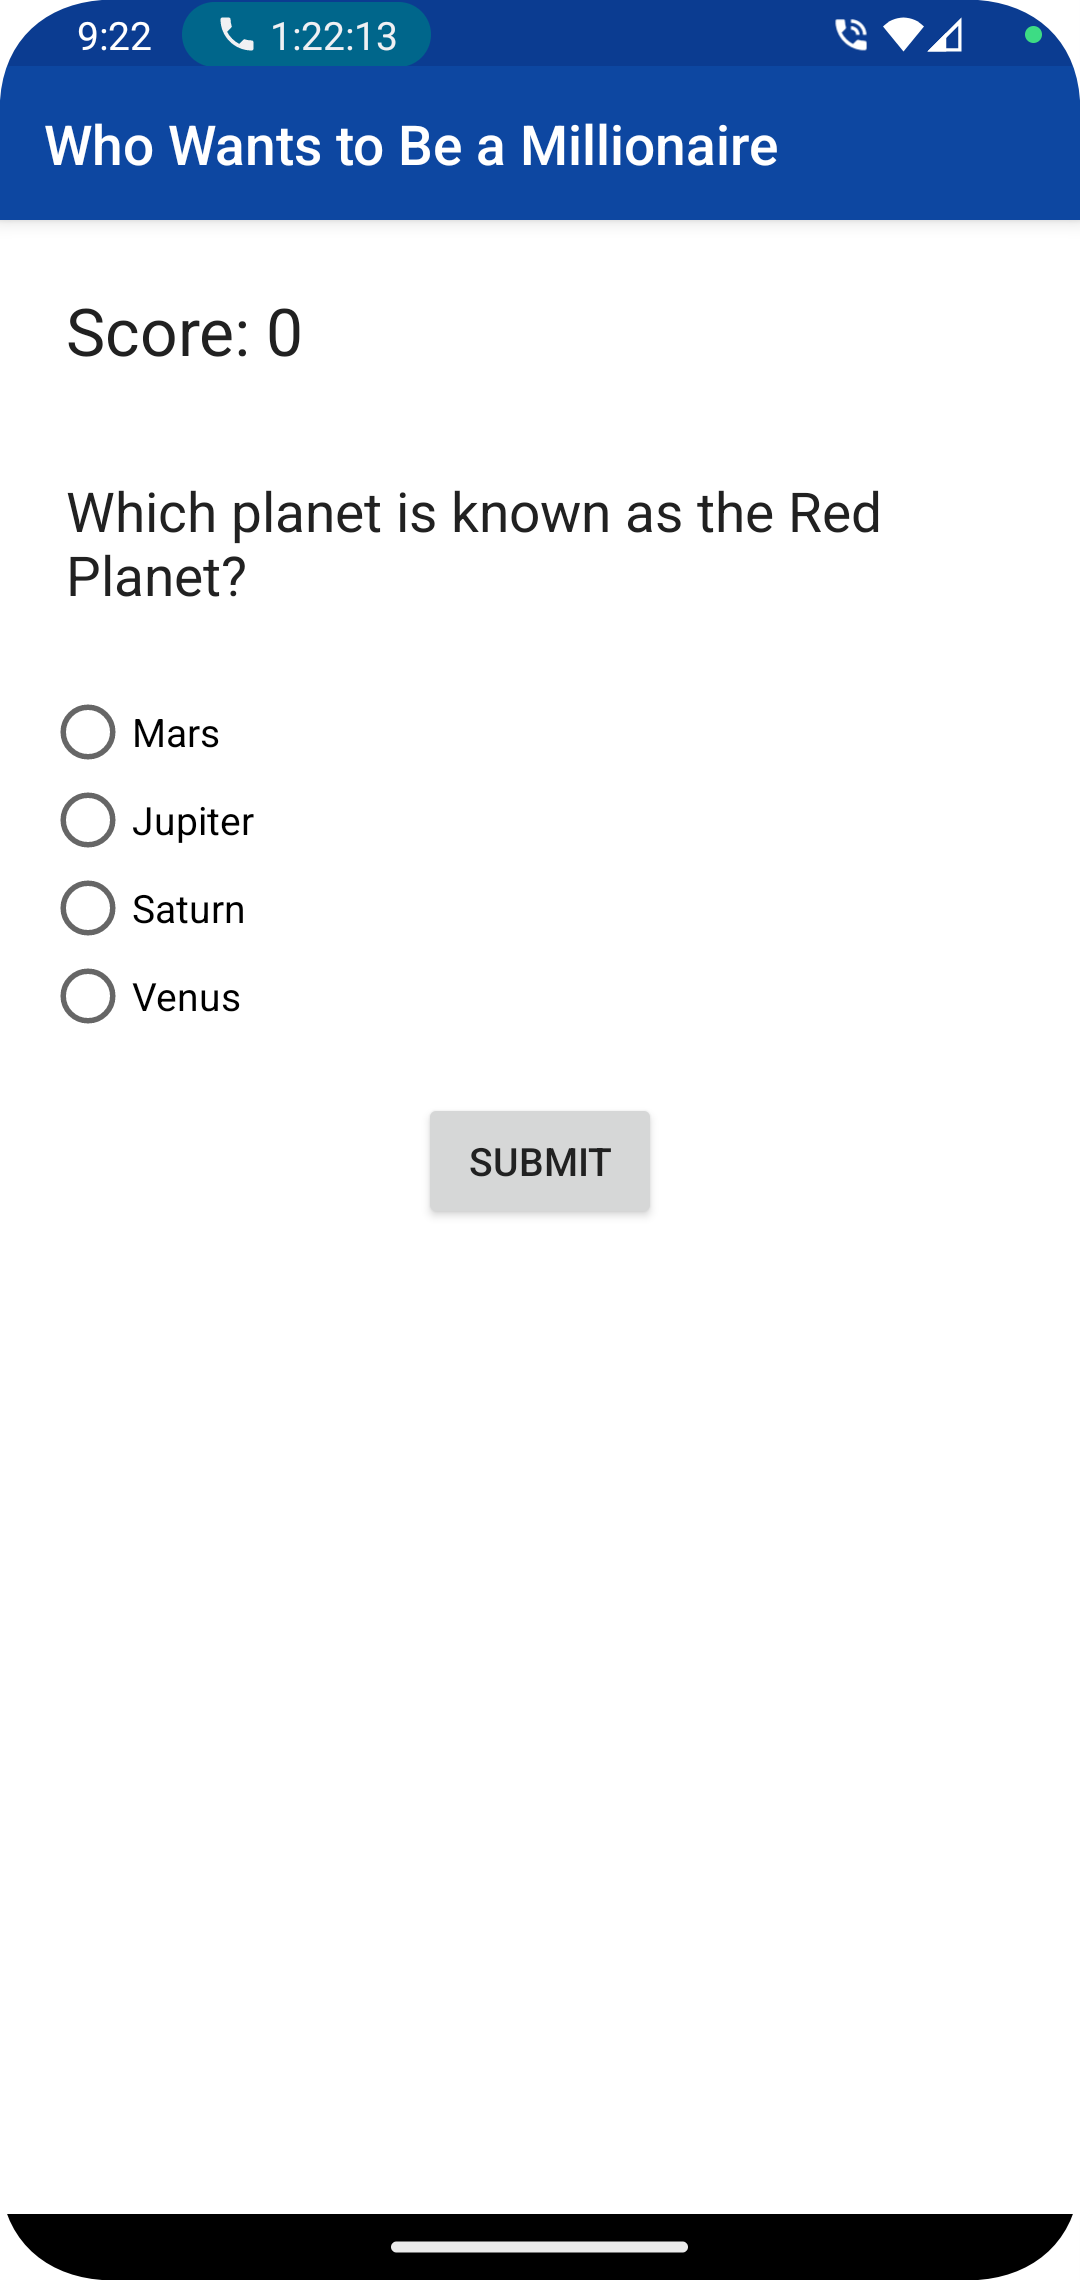 9:22 1:22:13
Who Wants to Be a Millionaire
Score: 0
Which planet is known as the Red
Planet?
Mars
Jupiter
Saturn
Venus
SUBMIT